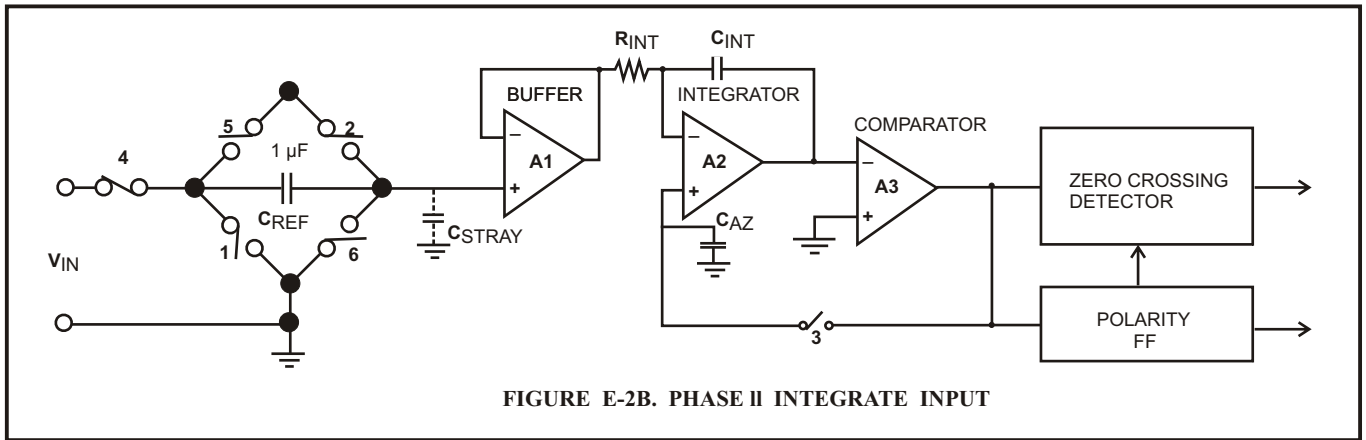 RINT
CINT
BUFFER
INTEGRATOR
COMPARATOR
5
2
1 µF
4
CREF
A1
A2
A3
−
+
−
+
−
+
ZERO CROSSING
DETECTOR
CSTRAY
CAZ
1
6
VIN
3
POLARITY
FF
FIGURE E-2B. PHASE ll INTEGRATE INPUT